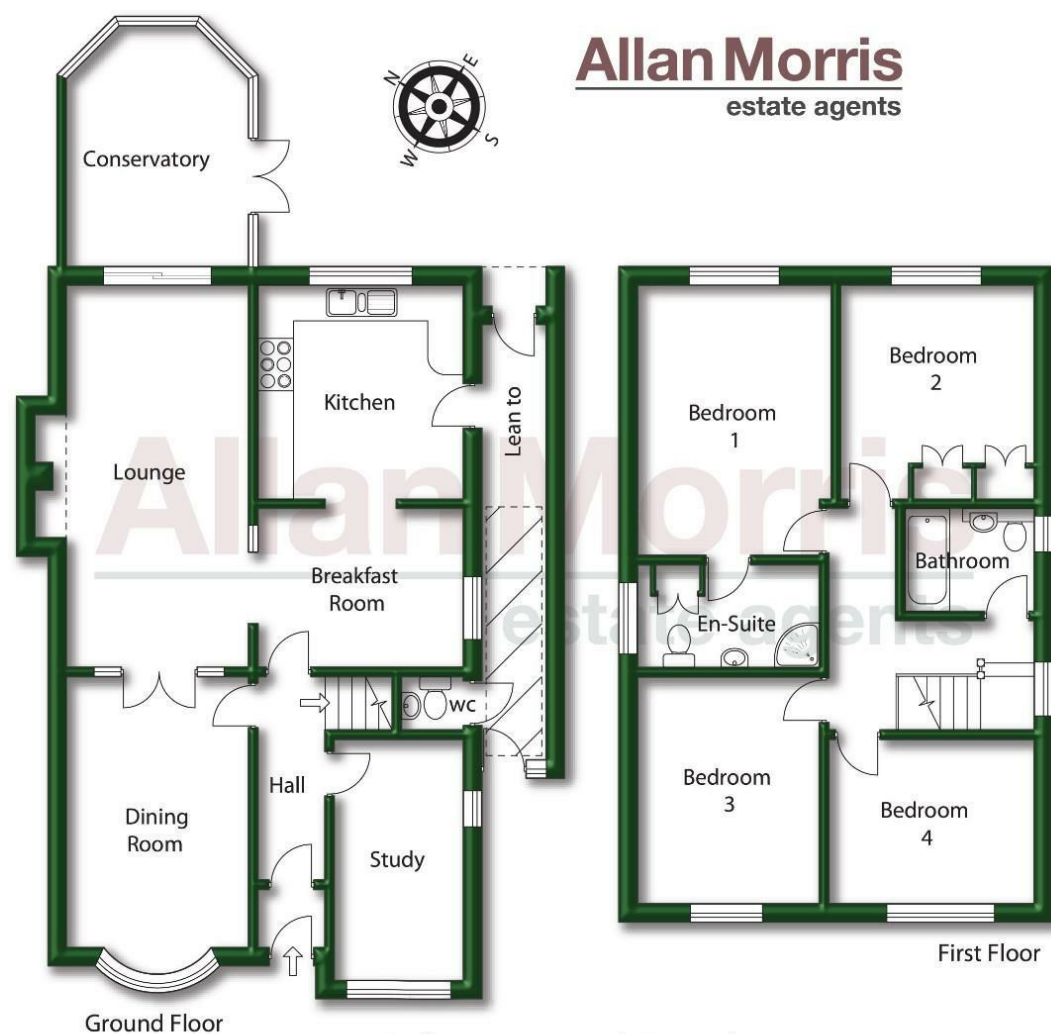 Allan Morris
estate agents
N
E
S
W
Conservatory
Kitchen
Lean to
Lounge
Breakfast
Room
wc
Hall
Dining
Room
Study
Ground Floor
Bedroom
1
Bedroom
2
Bathroom
En-Suite
Bedroom
3
Bedroom
4
First Floor
Allan Morris
estate agents